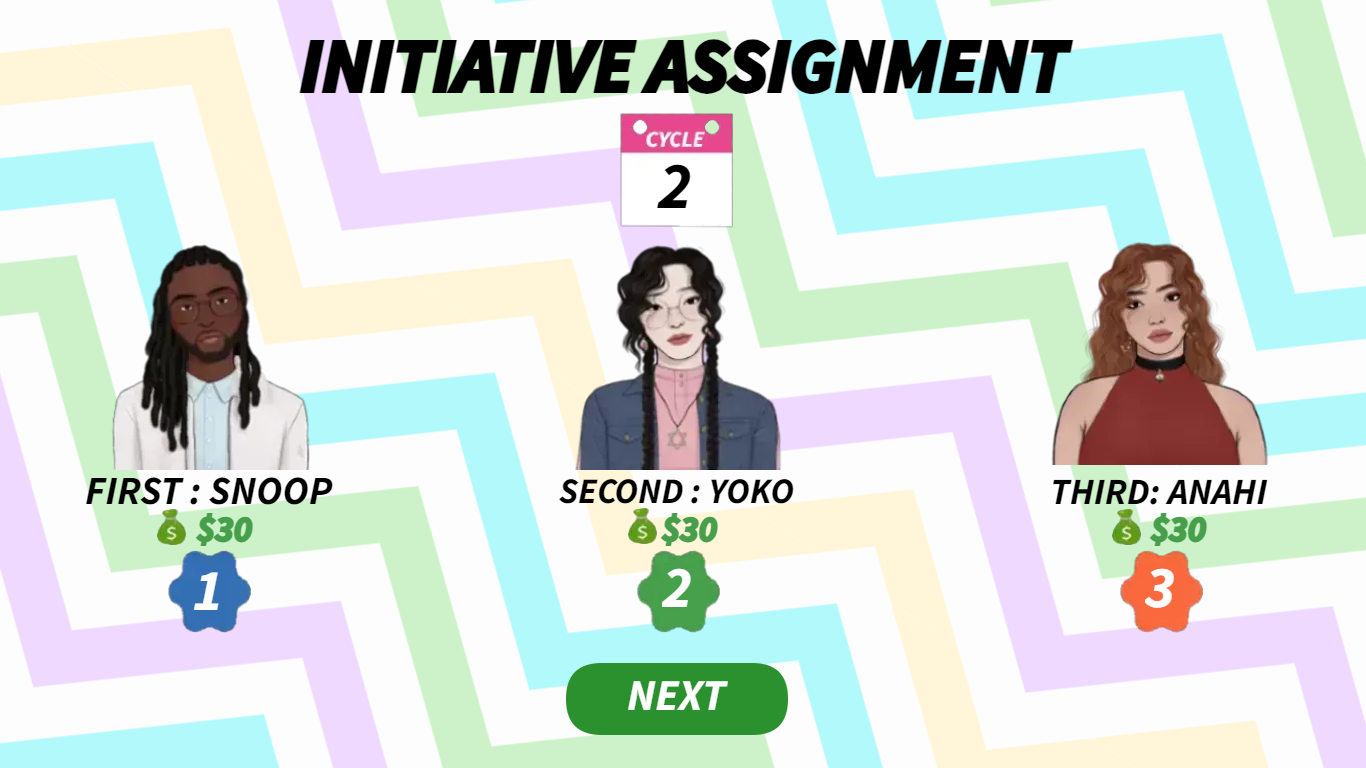 INITIATIVE ASSIGNMENT
CYCLE
2
FIRST : SNOOP
$30
1
SECOND : YOKO
$30
2
THIRD: ANAHI
$30
3
NEXT